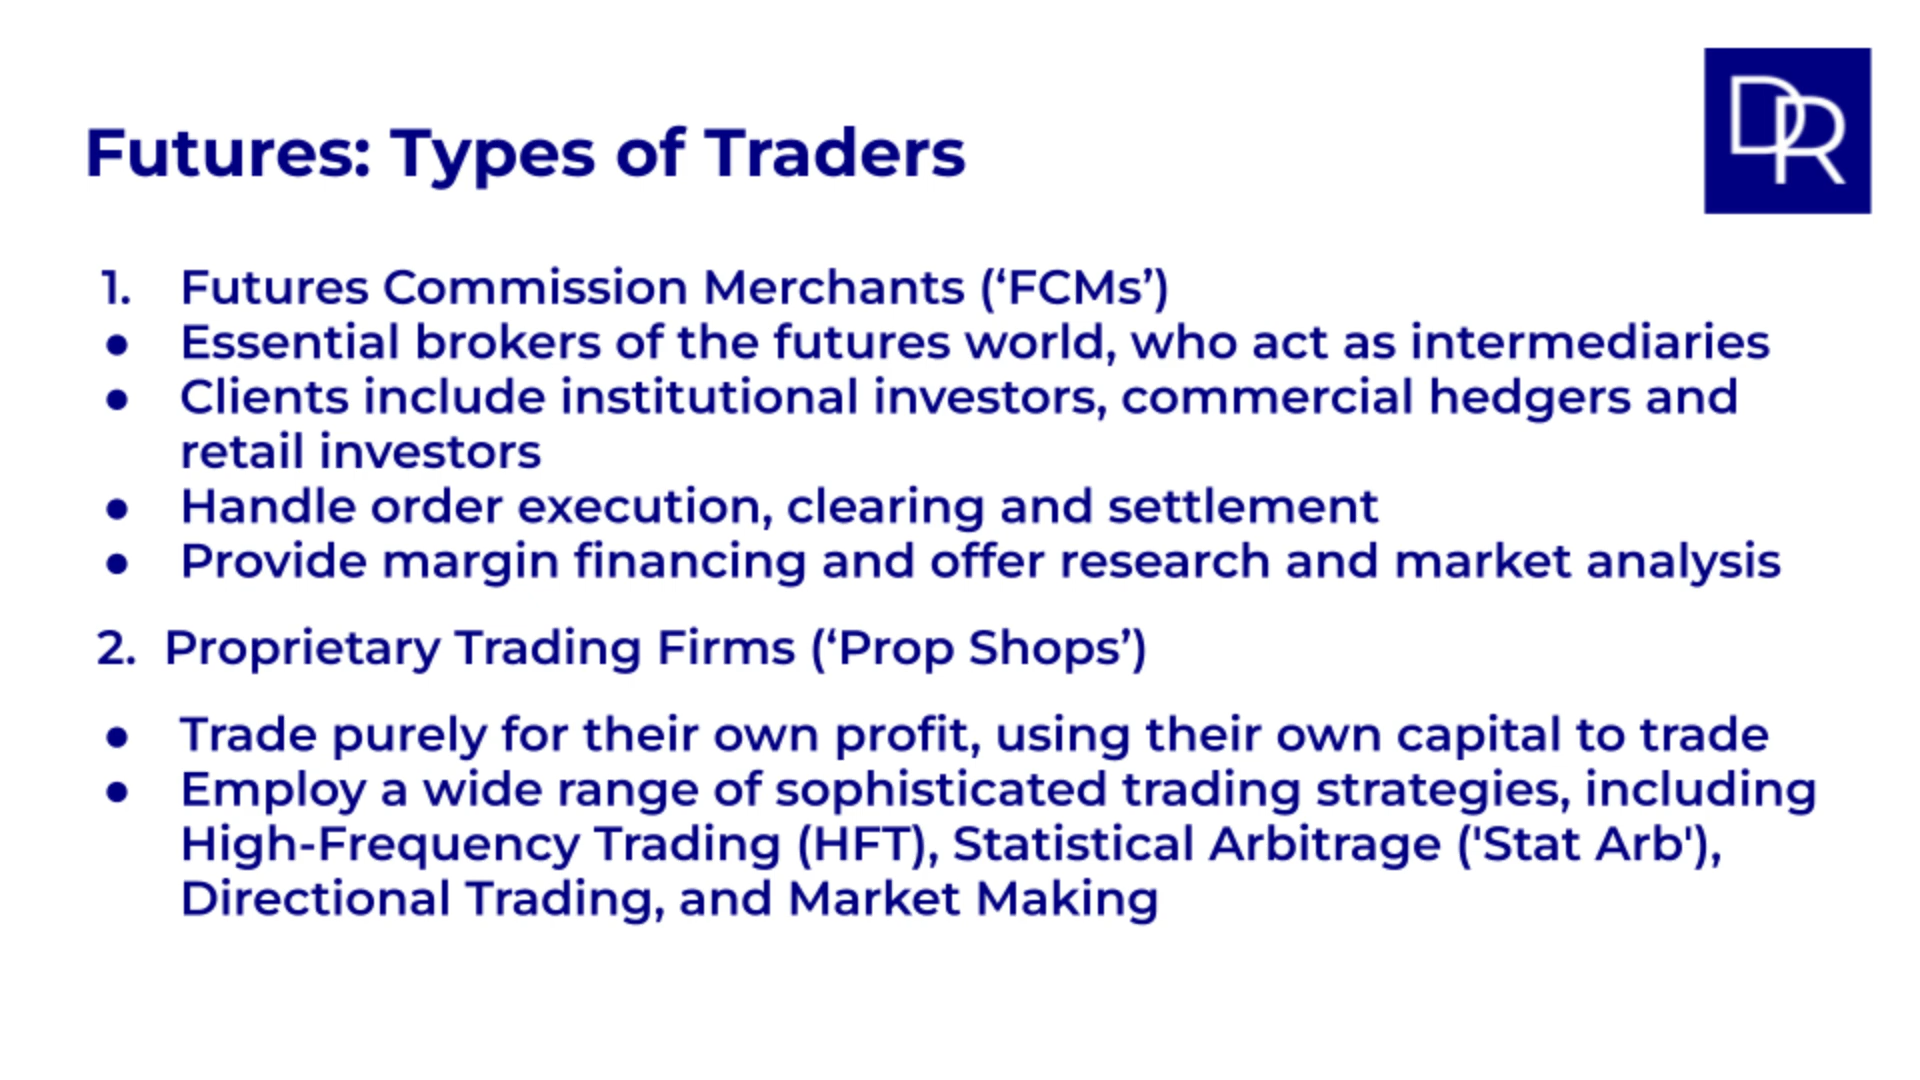 DR
Futures: Types of Traders
1. Futures Commission Merchants (‘FCMs’)
● Essential brokers of the futures world, who act as intermediaries
● Clients include institutional investors, commercial hedgers and
retail investors
● Handle order execution, clearing and settlement
● Provide margin financing and offer research and market analysis
2. Proprietary Trading Firms (‘Prop Shops’)
● Trade purely for their own profit, using their own capital to trade
● Employ a wide range of sophisticated trading strategies, including
High-Frequency Trading (HFT), Statistical Arbitrage ('Stat Arb'),
Directional Trading, and Market Making